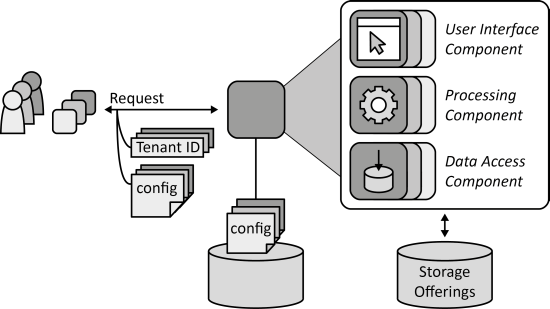 Request
Tenant ID
config
config
User Interface
Component
Processing
Component
Data Access
Component
Storage
Offerings